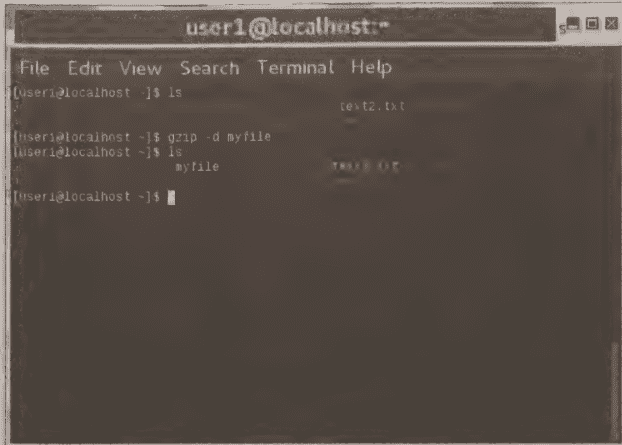 user1@localhost:~
File Edit View Search Terminal Help
[user1@localhost ~]$ ls
text2.txt
[user1@localhost ~]$ gzip -d myfile
[user1@localhost ~]$ ls
myfile
[user1@localhost ~]$